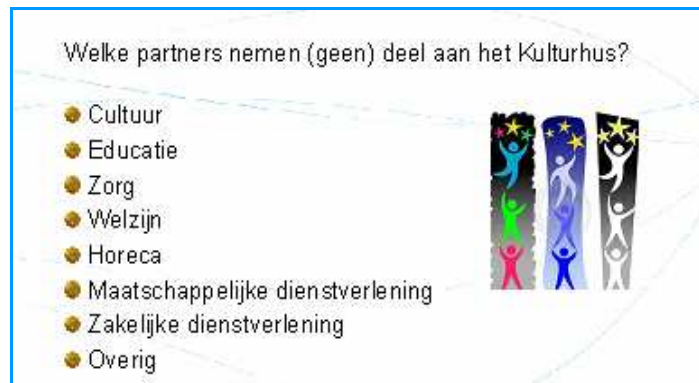 Welke partners nemen (geen) deel aan het Kulturhus?
Cultuur
Educatie
Zorg
Welzijn
Horeca
Maatschappelijke dienstverlening
Zakelijke dienstverlening
Overig